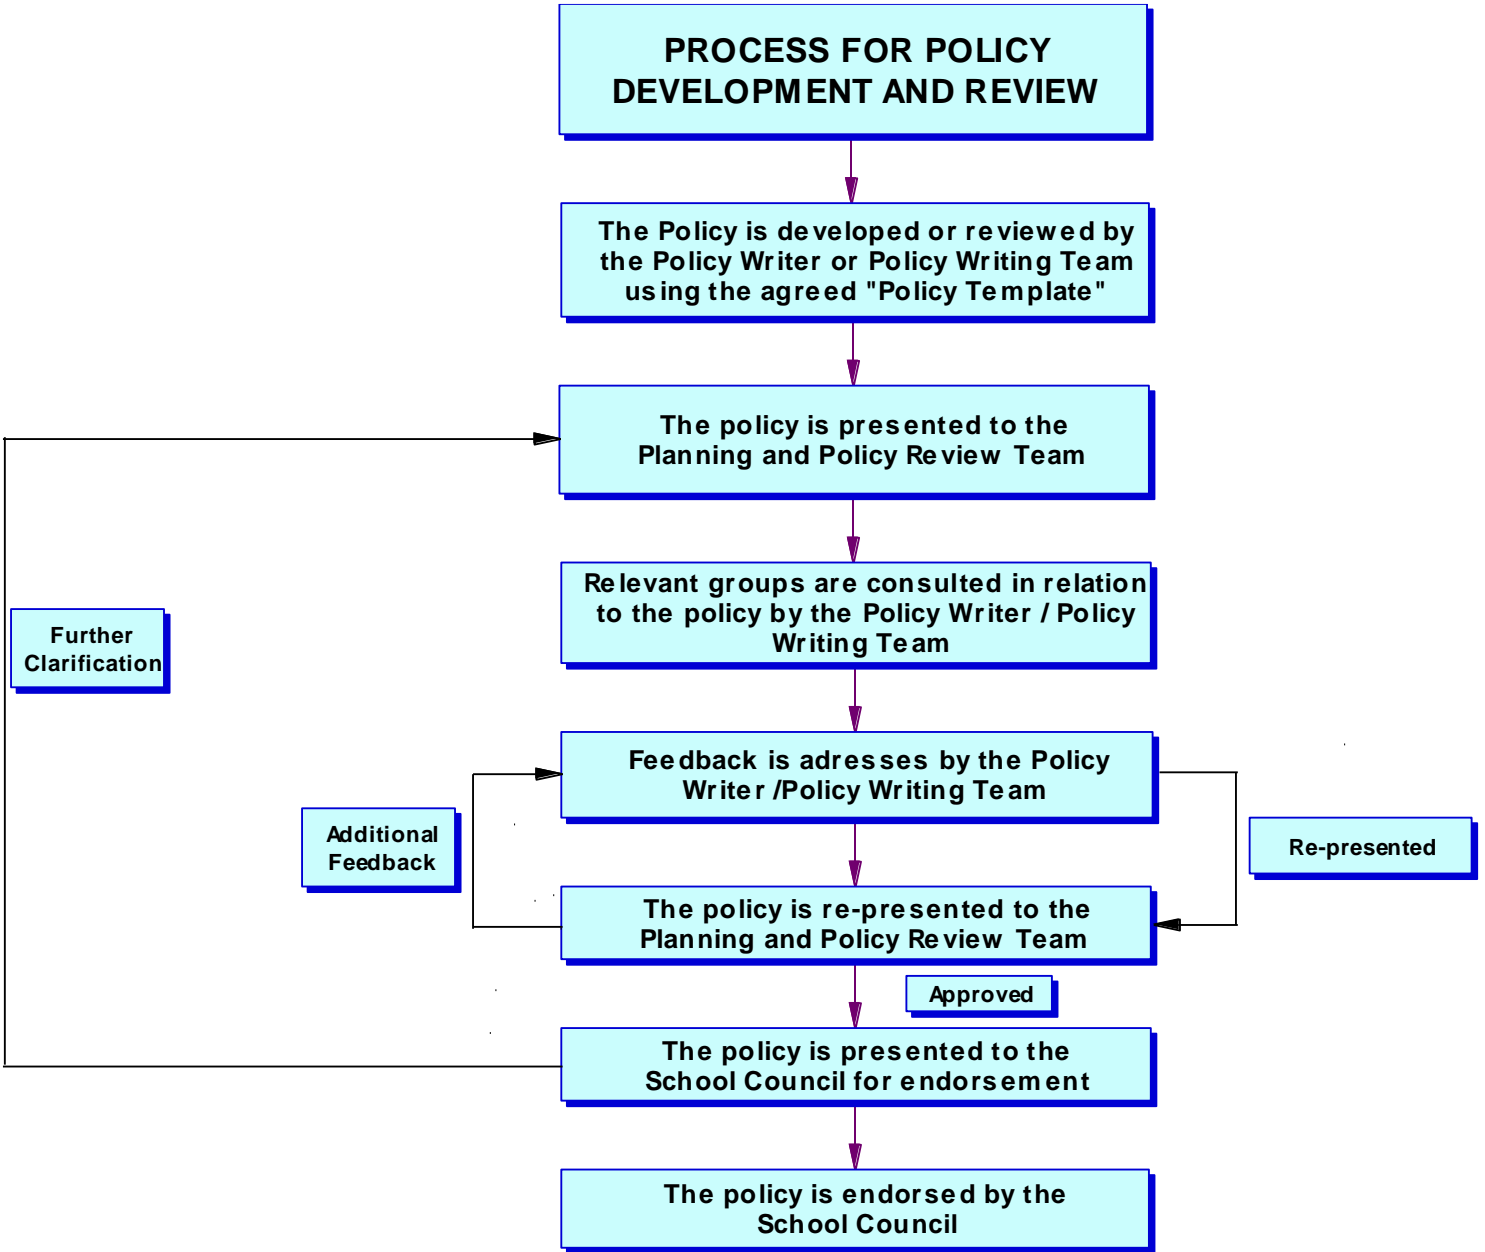 PROCESS FOR POLICY
DEVELOPMENT AND REVIEW
The Policy is developed or reviewed by
the Policy Writer or Policy Writing Team
using the agreed "Policy Template"
The policy is presented to the
Planning and Policy Review Team
Relevant groups are consulted in relation
to the policy by the Policy Writer / Policy
Writing Team
Further
Clarification
Feedback is adresses by the Policy
Writer /Policy Writing Team
Additional
Feedback
Re-presented
The policy is re-presented to the
Planning and Policy Review Team
Approved
The policy is presented to the
School Council for endorsement
The policy is endorsed by the
School Council